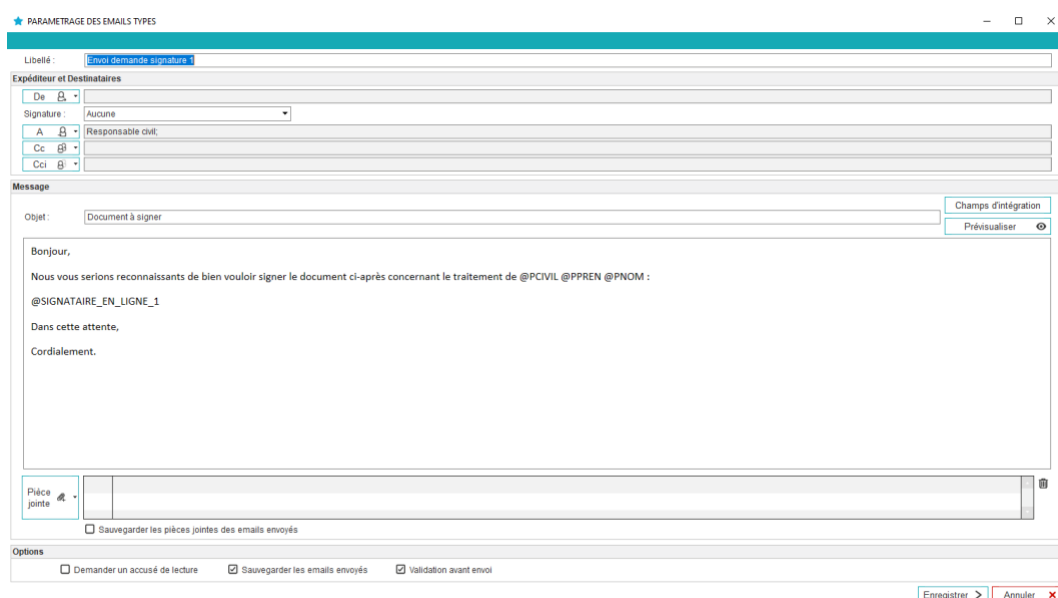 PARAMETRAGE DES EMAILS TYPES
Libellé : Envoi demande signature 1
Expéditeur et Destinataires
De
Signature : Aucune
A Responsable civil;
Cc
Cci
Message
Champs d'intégration
Objet : Document à signer
Prévisualiser
Bonjour,
Nous vous serions reconnaissants de bien vouloir signer le document ci-après concernant le traitement de @PCIVIL @PPREN @PNOM :
@SIGNATAIRE_EN_LIGNE_1
Dans cette attente,
Cordialement.
Pièce
jointe
Sauvegarder les pièces jointes des emails envoyés
Options
Demander un accusé de lecture Sauvegarder les emails envoyés Validation avant envoi
Enregistrer Annuler